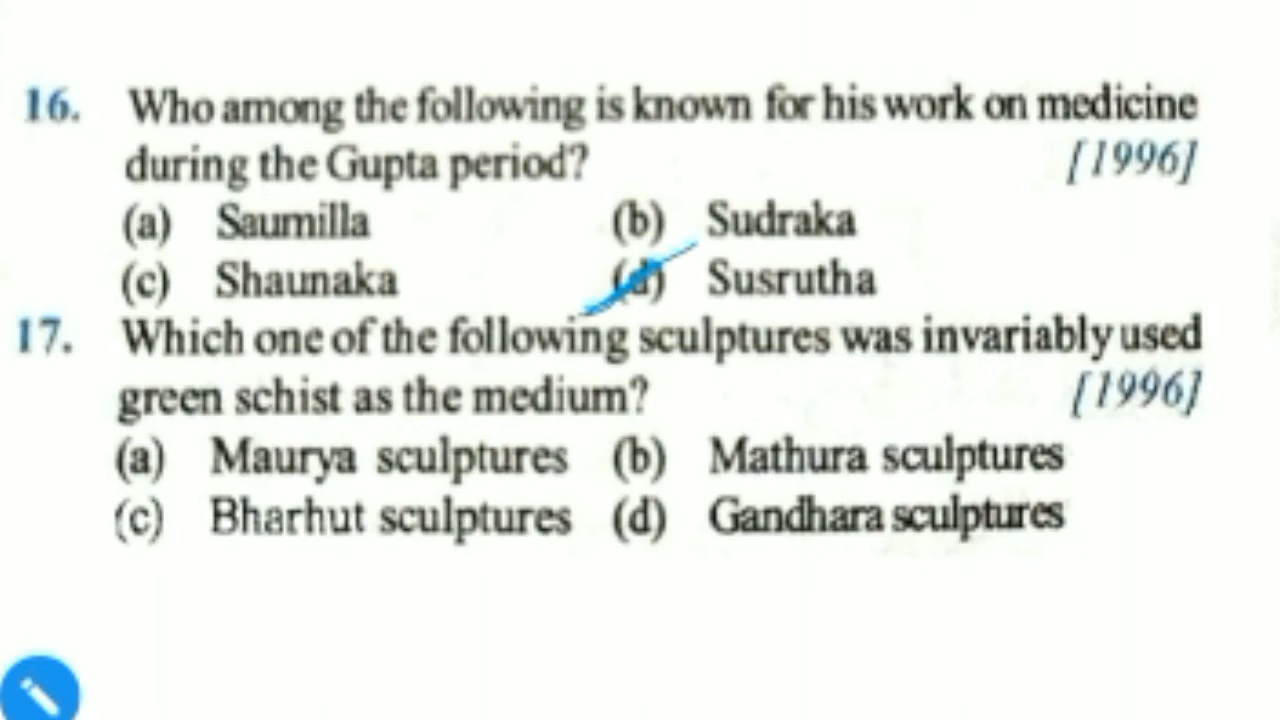 16. Who among the following is known for his work on medicine
during the Gupta period? [1996]
(a) Saumilla (b) Sudraka
(c) Shaunaka (d) Susrutha
17. Which one of the following sculptures was invariably used
green schist as the medium? [1996]
(a) Maurya sculptures (b) Mathura sculptures
(c) Bharhut sculptures (d) Gandhara sculptures